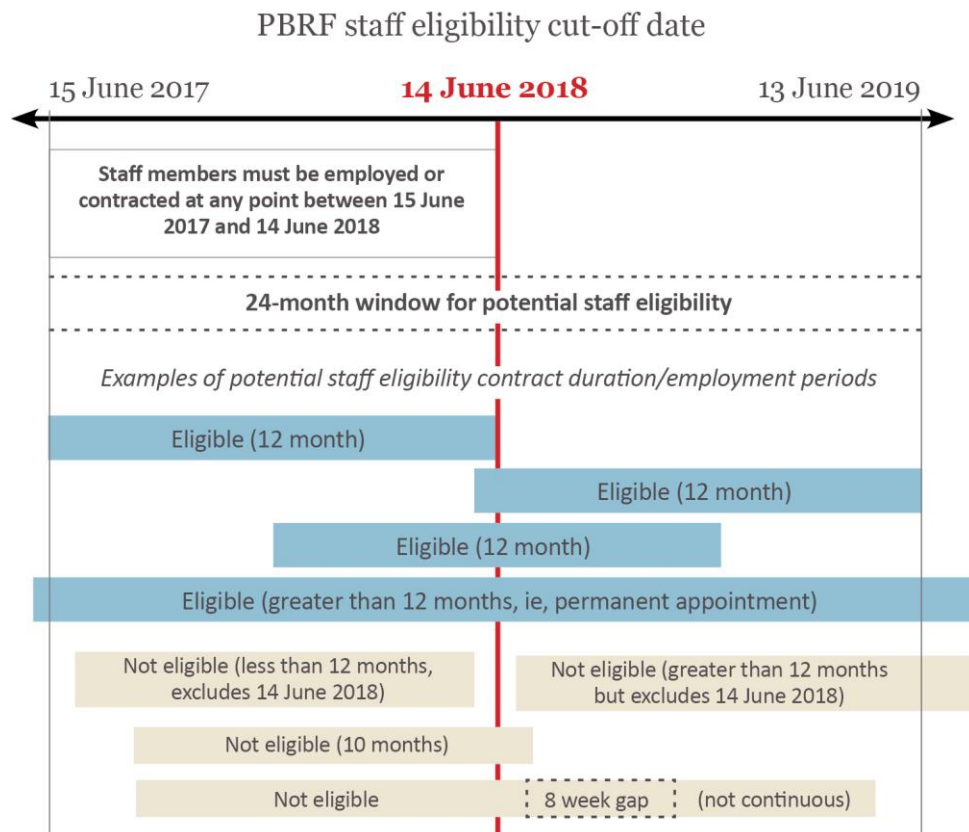 PBRF staff eligibility cut-off date
15 June 2017
14 June 2018
13 June 2019
Staff members must be employed or
contracted at any point between 15 June
2017 and 14 June 2018
24-month window for potential staff eligibility
Examples of potential staff eligibility contract duration/employment periods
Eligible (12 month)
Eligible (12 month)
Eligible (12 month)
Eligible (greater than 12 months, ie, permanent appointment)
Not eligible (less than 12 months,
excludes 14 June 2018)
Not eligible (greater than 12 months
but excludes 14 June 2018)
Not eligible (10 months)
Not eligible
8 week gap
(not continuous)